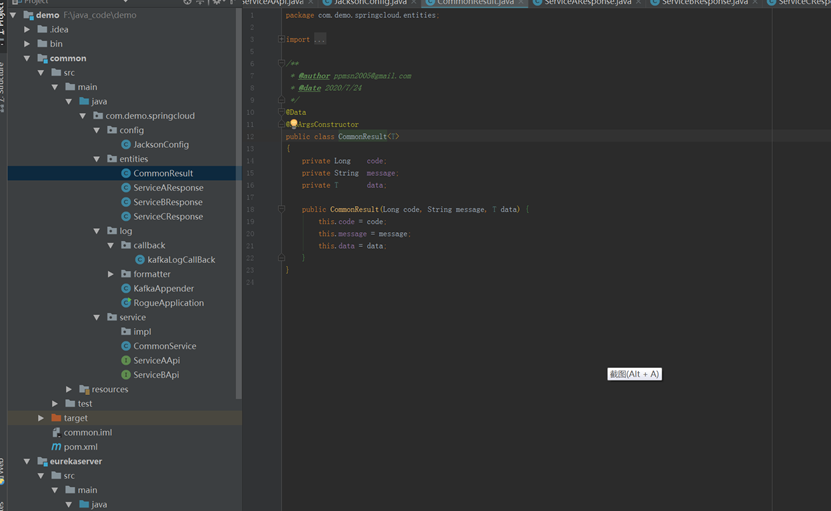 Project
demo F:\java_code\demo
.idea
bin
common
src
main
java
com.demo.springcloud
config
JacksonConfig
entities
CommonResult
ServiceAResponse
ServiceBResponse
ServiceCResponse
log
callback
kafkaLogCallBack
formatter
KafkaAppender
RogueApplication
service
impl
CommonService
ServiceAApi
ServiceBApi
resources
test
target
common.iml
pom.xml
eurekaserver
src
main
java
ServiceAApi.java
JacksonConfig.java
CommonResult.java
ServiceAResponse.java
ServiceBResponse.java
ServiceCResp
1 package com.demo.springcloud.entities;
2
3 import ...
5
6 /**
7 * @author ppmsn2005@gmail.com
8 * @date 2020/7/24
9 */
10 @Data
11 ArgsConstructor
12 public class CommonResult<T>
13 {
14 private Long code;
15 private String message;
16 private T data;
17
18 public CommonResult(Long code, String message, T data) {
19 this.code = code;
20 this.message = message;
21 this.data = data;
22 }
23 }
24
截图(Alt + A)